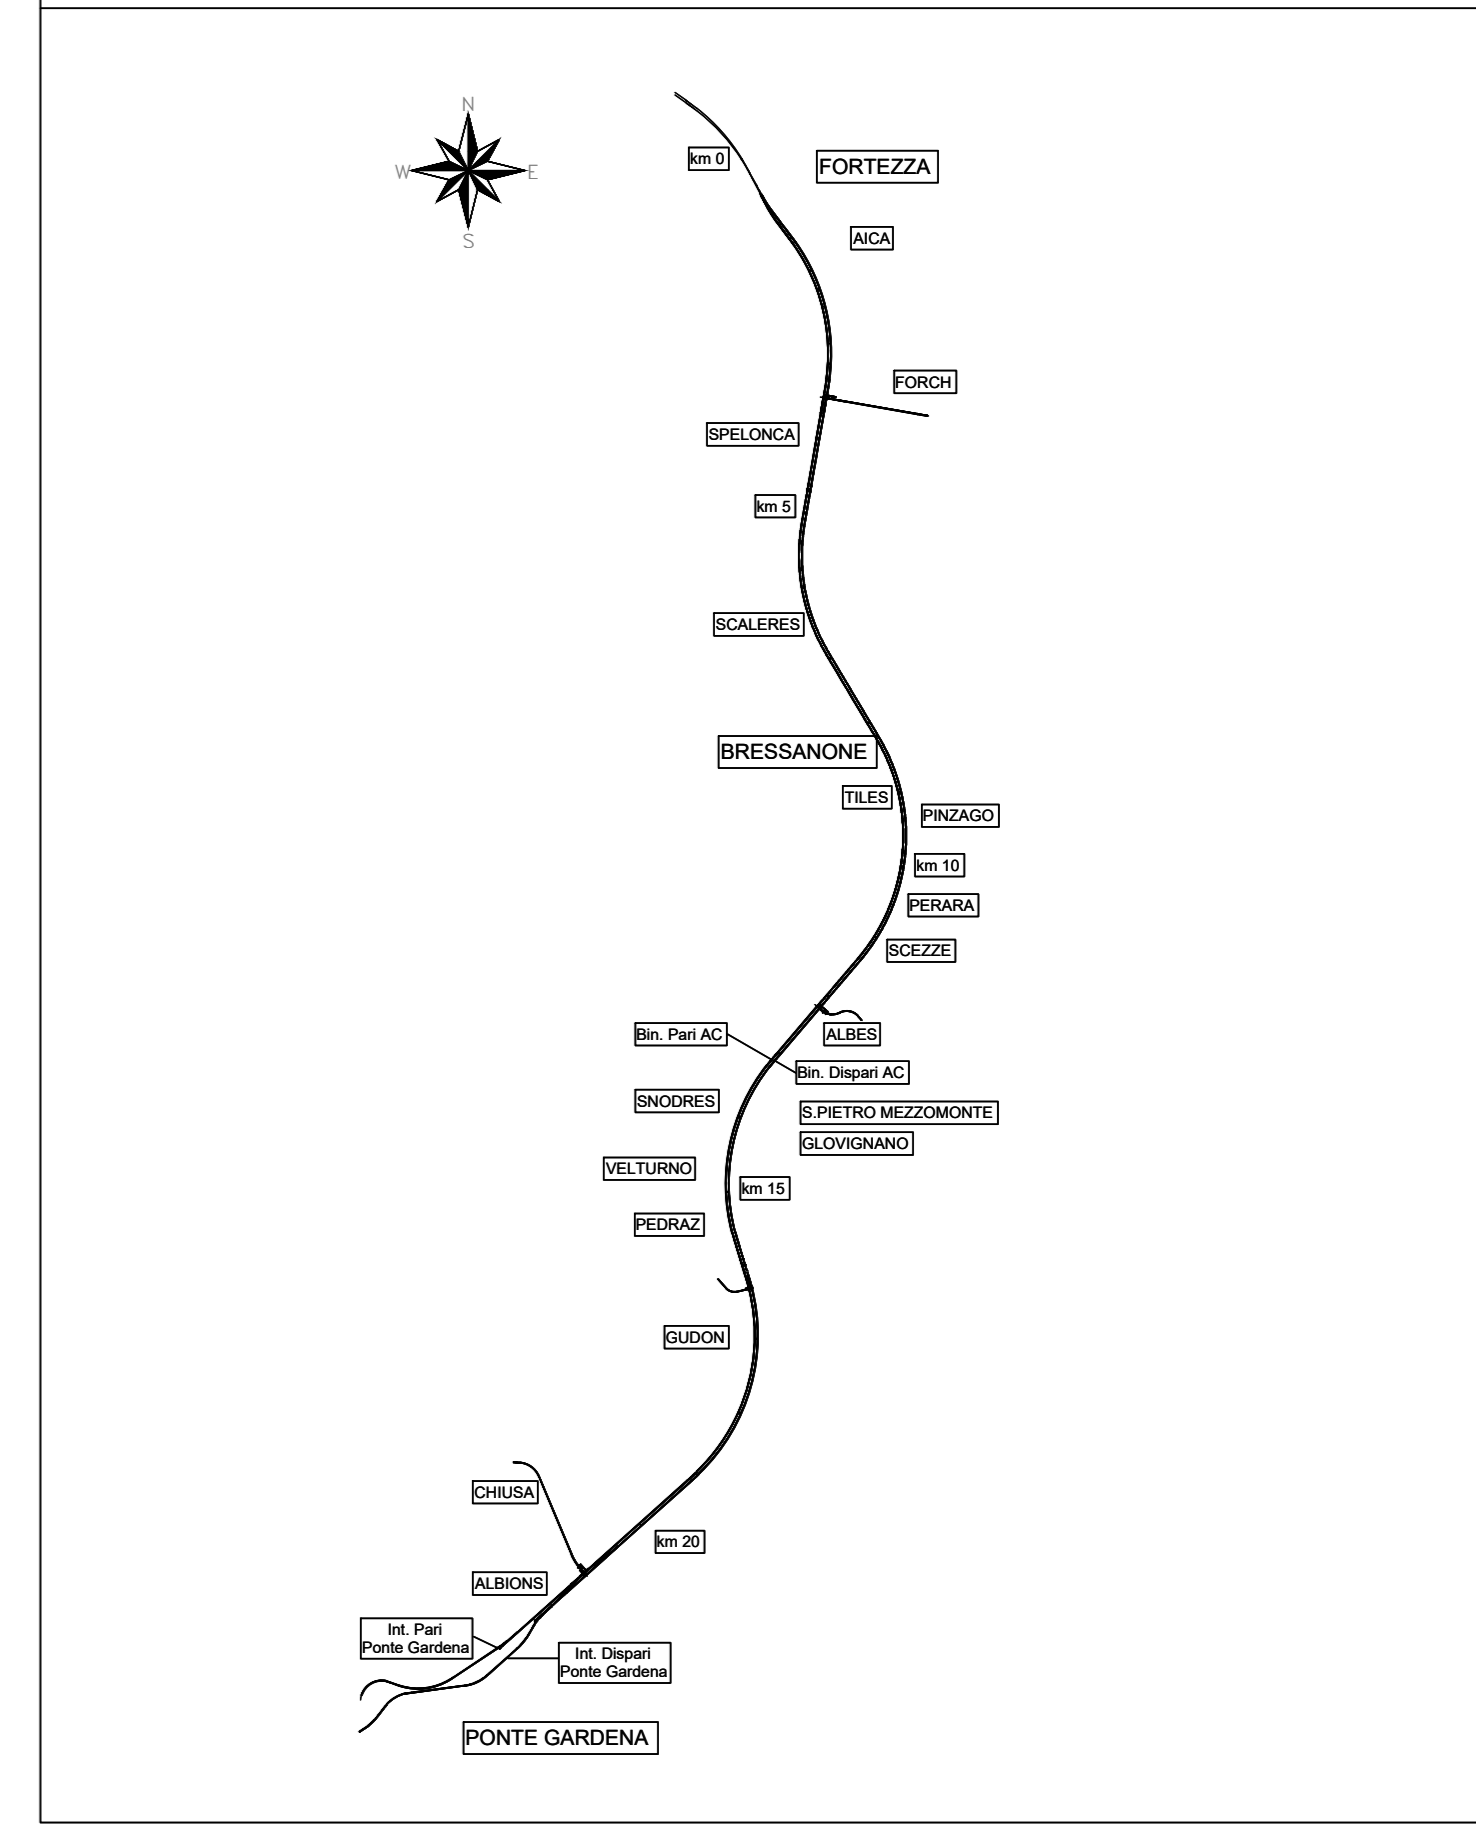 N
km 0
FORTEZZA
W
E
AICA
S
FORCH
SPELONCA
km 5
SCALERES
BRESSANONE
TILES
PINZAGO
km 10
PERARA
SCEZZE
Bin. Pari AC
ALBES
Bin. Dispari AC
SNODRES
S.PIETRO MEZZOMONTE
GLOVIGNANO
VELTURNO
km 15
PEDRAZ
GUDON
CHIUSA
km 20
ALBIONS
Int. Pari
Ponte Gardena
Int. Dispari
Ponte Gardena
PONTE GARDENA